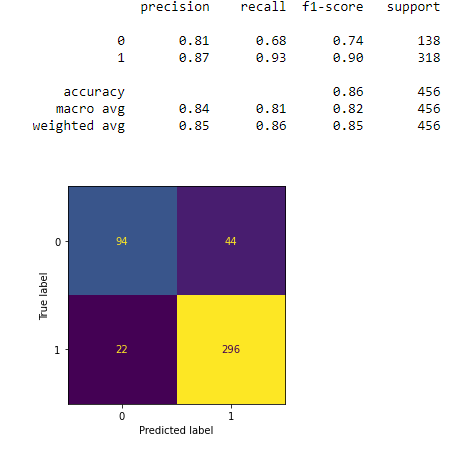 precision recall f1-score support
0 0.81 0.68 0.74 138
1 0.87 0.93 0.90 318
accuracy 0.86 456
macro avg 0.84 0.81 0.82 456
weighted avg 0.85 0.86 0.85 456
0 94 44
True label
1 22 296
0 1
Predicted label